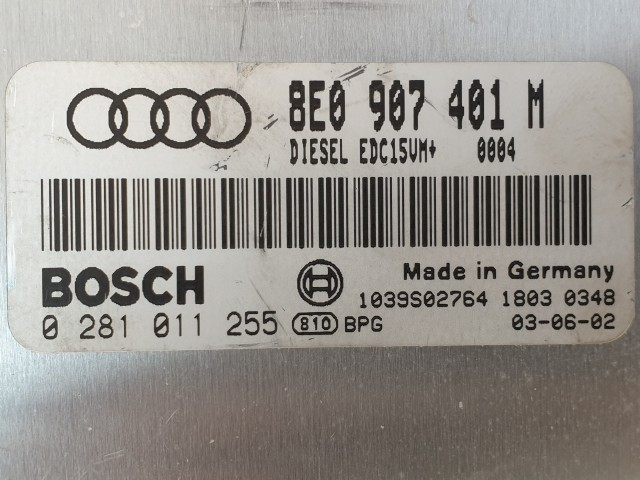 8E0 907 401 M
DIESEL EDC15VM+ 0004
BOSCH
Made in Germany
1039S02764 1803 0348
0 281 011 255 810 BPG 03-06-02